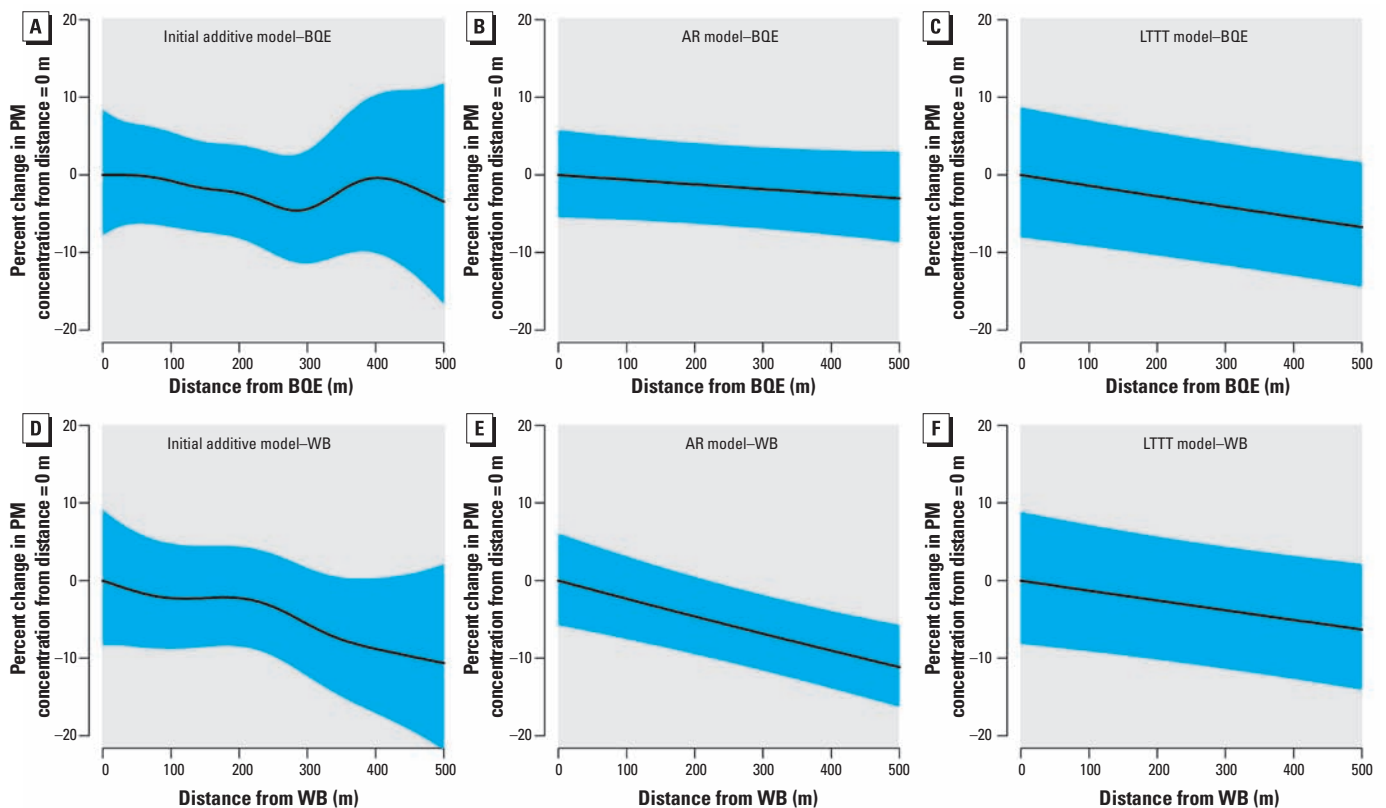 A
Initial additive model–BQE
Percent change in PM
concentration from distance = 0 m
20
10
0
–10
–20
0 100 200 300 400 500
Distance from BQE (m)
B
AR model–BQE
Percent change in PM
concentration from distance = 0 m
20
10
0
–10
–20
0 100 200 300 400 500
Distance from BQE (m)
C
LTTT model–BQE
Percent change in PM
concentration from distance = 0 m
20
10
0
–10
–20
0 100 200 300 400 500
Distance from BQE (m)
D
Initial additive model–WB
Percent change in PM
concentration from distance = 0 m
20
10
0
–10
–20
0 100 200 300 400 500
Distance from WB (m)
E
AR model–WB
Percent change in PM
concentration from distance = 0 m
20
10
0
–10
–20
0 100 200 300 400 500
Distance from WB (m)
F
LTTT model–WB
Percent change in PM
concentration from distance = 0 m
20
10
0
–10
–20
0 100 200 300 400 500
Distance from WB (m)